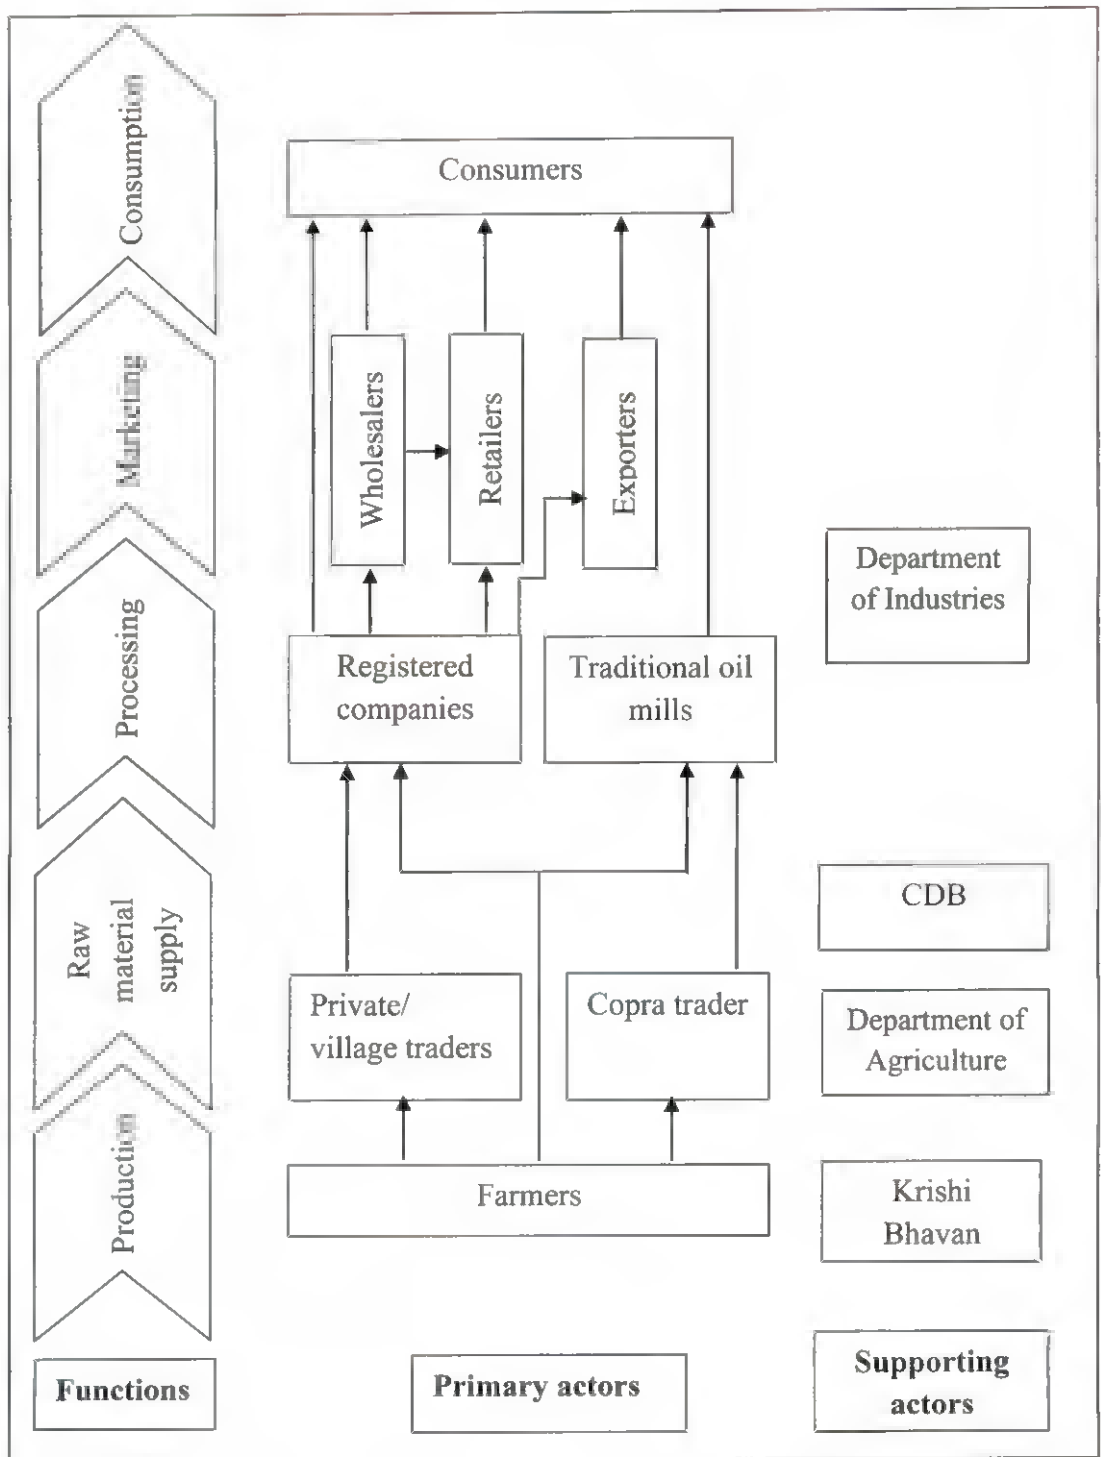 Consumption
Consumers
Marketing
Wholesalers
Retailers
Exporters
Processing
Registered
companies
Traditional oil
mills
Department
of Industries
Raw
material
supply
Private/
village traders
Copra trader
CDB
Department of
Agriculture
Production
Farmers
Krishi
Bhavan
Functions
Primary actors
Supporting
actors